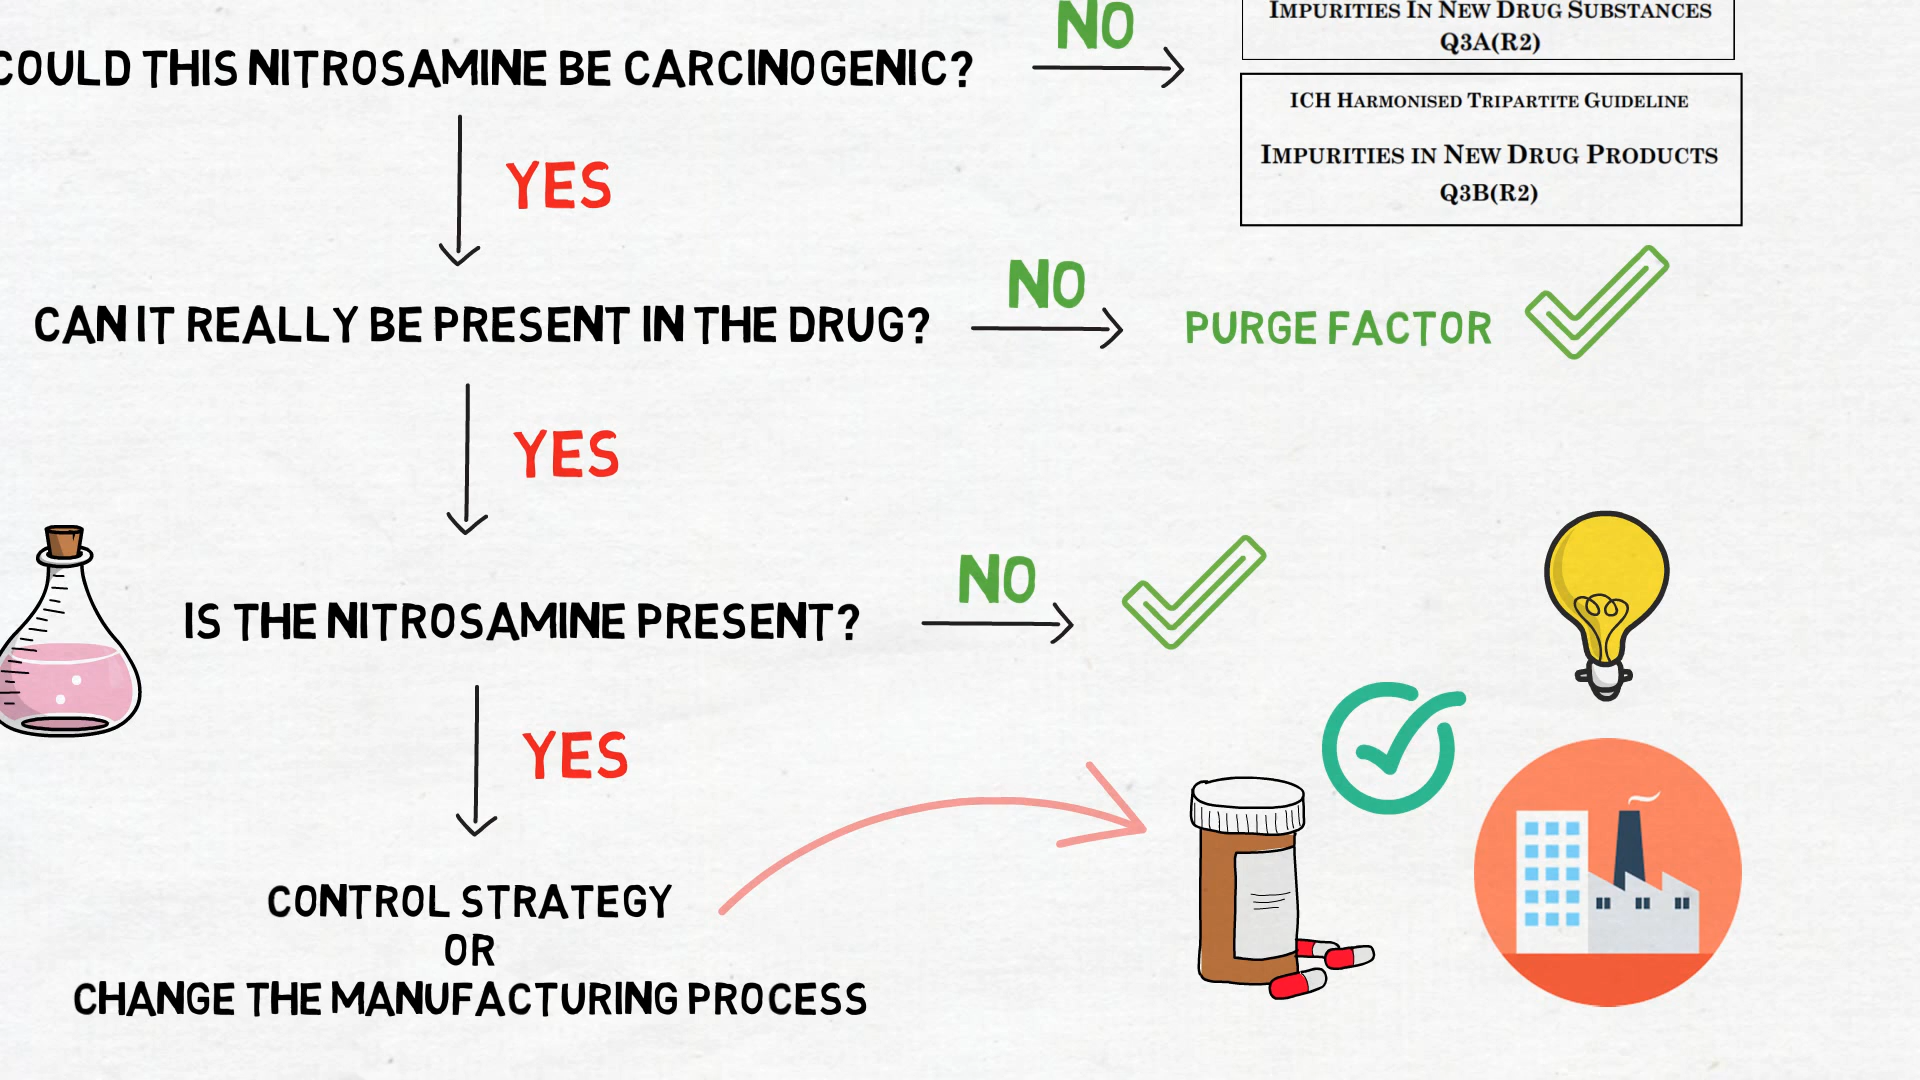 NO
IMPURITIES IN NEW DRUG SUBSTANCES
Q3A(R2)
COULD THIS NITROSAMINE BE CARCINOGENIC?
ICH HARMONISED TRIPARTITE GUIDELINE
IMPURITIES IN NEW DRUG PRODUCTS
Q3B(R2)
YES
NO
CAN IT REALLY BE PRESENT IN THE DRUG?
PURGE FACTOR
YES
NO
IS THE NITROSAMINE PRESENT?
YES
CONTROL STRATEGY
OR
CHANGE THE MANUFACTURING PROCESS